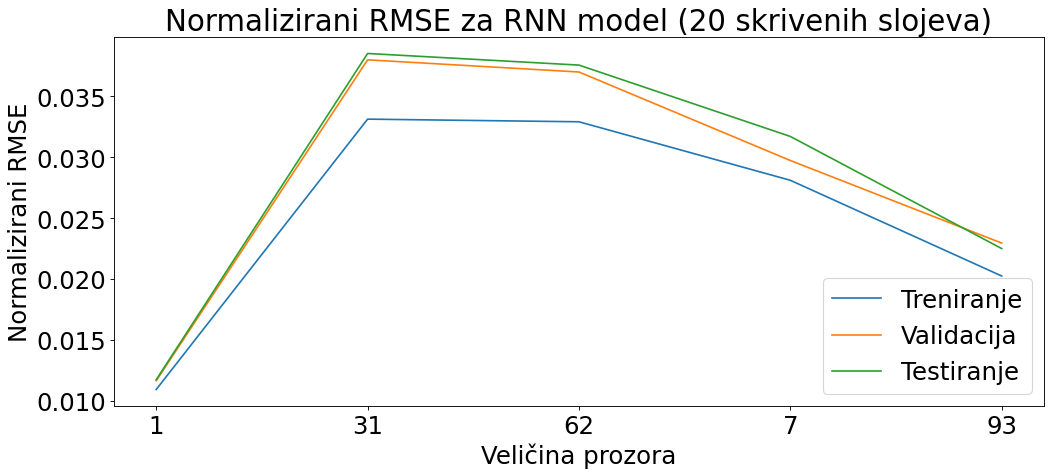 Normalizirani RMSE za RNN model (20 skrivenih slojeva)
Normalizirani RMSE
0.035
0.030
0.025
0.020
0.015
0.010
Treniranje
Validacija
Testiranje
1 31 62 7 93
Veličina prozora